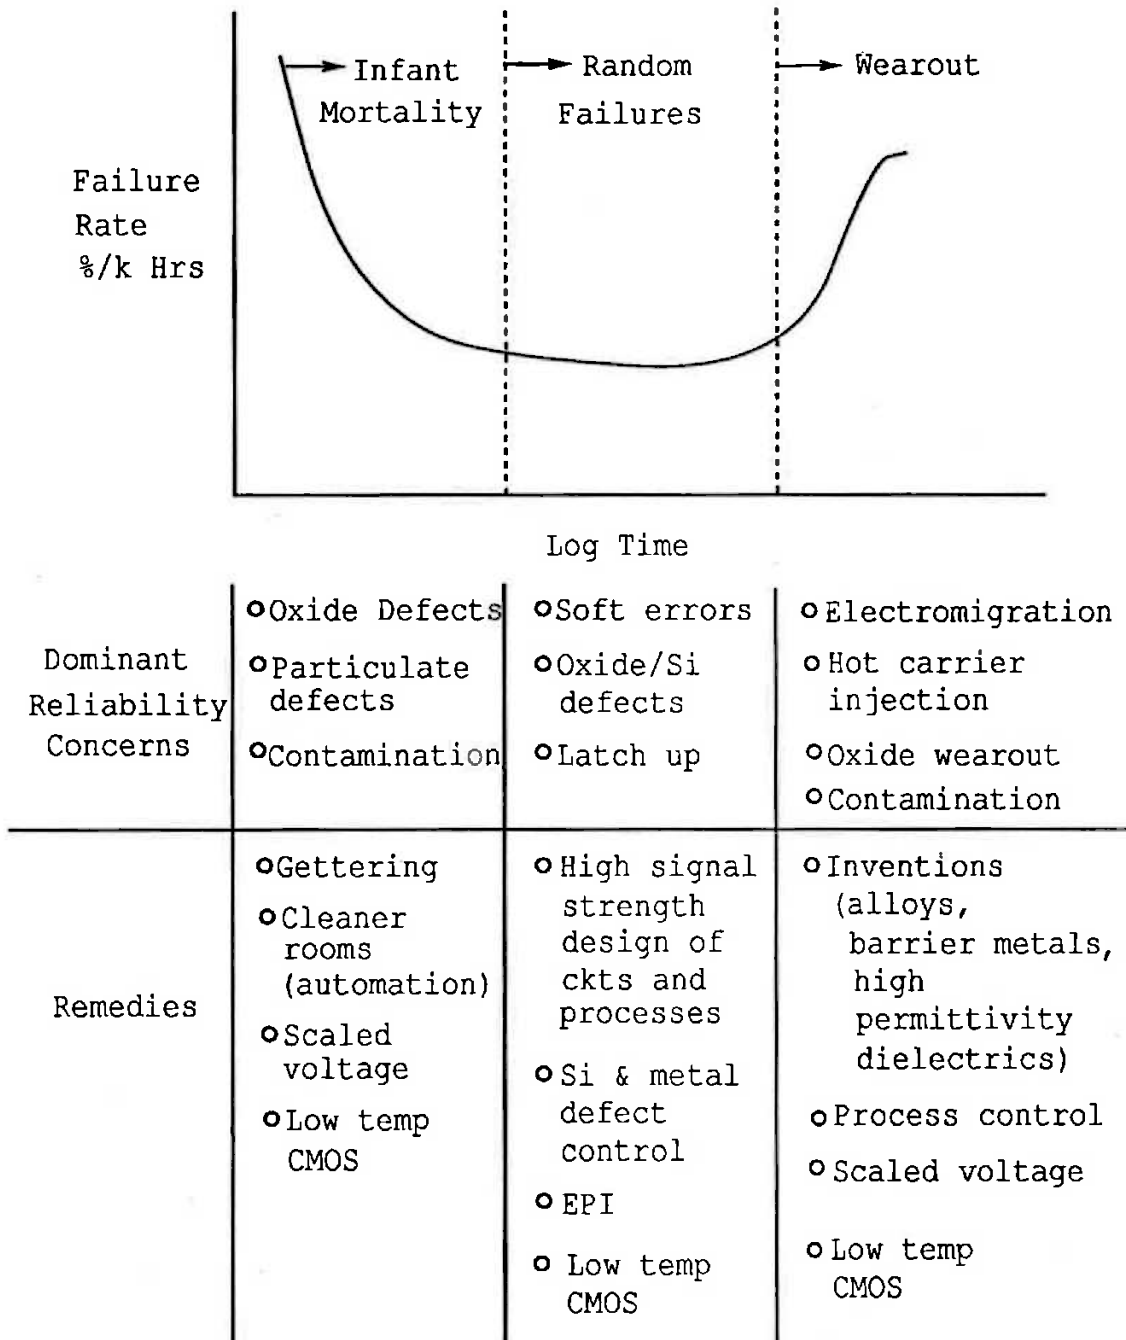 Infant
Mortality
Random
Failures
Wearout
Failure
Rate
%/k Hrs
Log Time
Dominant
Reliability
Concerns
Oxide Defects
Particulate
defects
Contamination
Soft errors
Oxide/Si
defects
Latch up
Electromigration
Hot carrier
injection
Oxide wearout
Contamination
Remedies
Gettering
Cleaner
rooms
(automation)
Scaled
voltage
Low temp
CMOS
High signal
strength
design of
ckts and
processes
Si & metal
defect
control
EPI
Low temp
CMOS
Inventions
(alloys,
barrier metals,
high
permittivity
dielectrics)
Process control
Scaled voltage
Low temp
CMOS